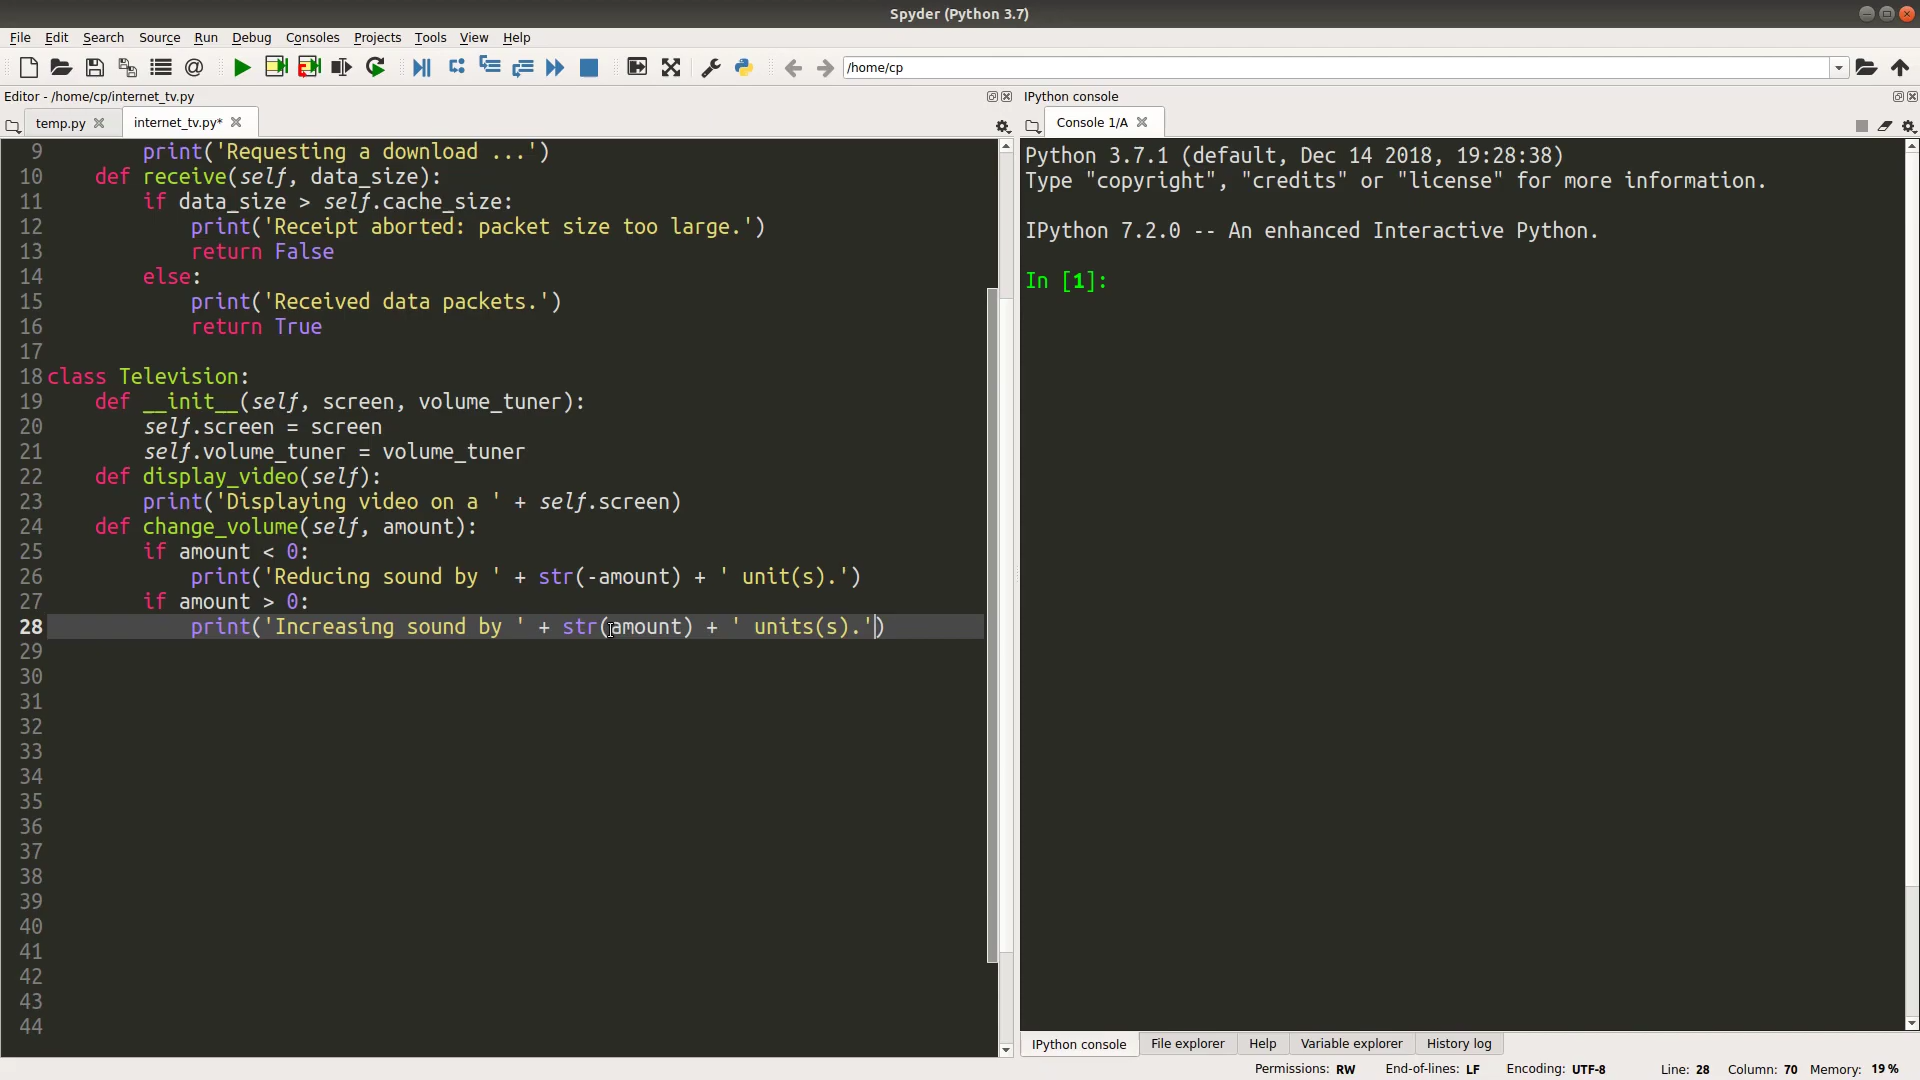 Spyder (Python 3.7)
File Edit Search Source Run Debug Consoles Projects Tools View Help
/home/cp
Editor - /home/cp/internet_tv.py
IPython console
temp.py
internet_tv.py*
Console 1/A
9         print('Requesting a download ...')
10     def receive(self, data_size):
11         if data_size > self.cache_size:
12             print('Receipt aborted: packet size too large.')
13             return False
14         else:
15             print('Received data packets.')
16             return True
17
18 class Television:
19     def __init__(self, screen, volume_tuner):
20         self.screen = screen
21         self.volume_tuner = volume_tuner
22     def display_video(self):
23         print('Displaying video on a ' + self.screen)
24     def change_volume(self, amount):
25         if amount < 0:
26             print('Reducing sound by ' + str(-amount) + ' unit(s).')
27         if amount > 0:
28             print('Increasing sound by ' + str(amount) + ' units(s).')
29
30
31
32
33
34
35
36
37
38
39
40
41
42
43
44
Python 3.7.1 (default, Dec 14 2018, 19:28:38)
Type "copyright", "credits" or "license" for more information.
IPython 7.2.0 -- An enhanced Interactive Python.
In [1]:
IPython console File explorer Help Variable explorer History log
Permissions: RW End-of-lines: LF Encoding: UTF-8 Line: 28 Column: 70 Memory: 19 %